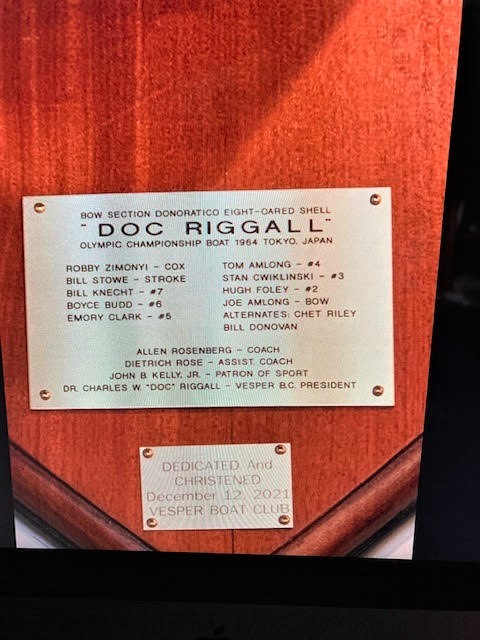 BOW SECTION DONORATICO EIGHT-OARED SHELL
"DOC RIGGALL"
OLYMPIC CHAMPIONSHIP BOAT 1964 TOKYO, JAPAN
ROBBY ZIMONYI - COX
BILL STOWE - STROKE
BILL KNECHT - #7
BOYCE BUDD - #6
EMORY CLARK - #5
TOM AMLONG - #4
STAN CWIKLINSKI - #3
HUGH FOLEY - #2
JOE AMLONG - BOW
ALTERNATES: CHET RILEY
BILL DONOVAN
ALLEN ROSENBERG - COACH
DIETRICH ROSE - ASSIST. COACH
JOHN B. KELLY, JR. - PATRON OF SPORT
DR. CHARLES W. "DOC" RIGGALL - VESPER B.C. PRESIDENT
DEDICATED And
CHRISTENED
December 12, 2021
VESPER BOAT CLUB